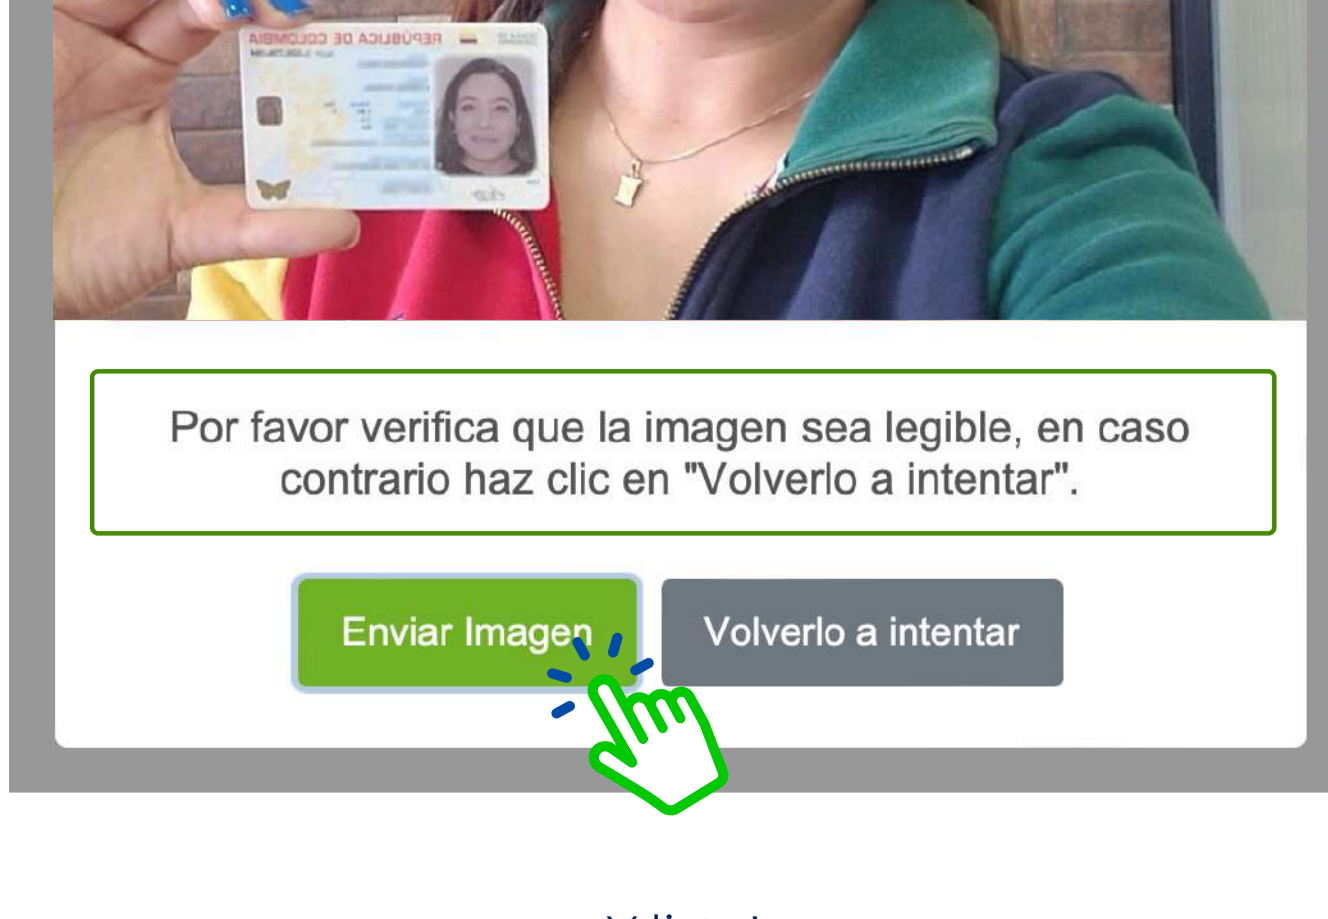 REPÚBLICA DE COLOMBIA
Por favor verifica que la imagen sea legible, en caso
contrario haz clic en "Volverlo a intentar".
Enviar Imagen
Volverlo a intentar